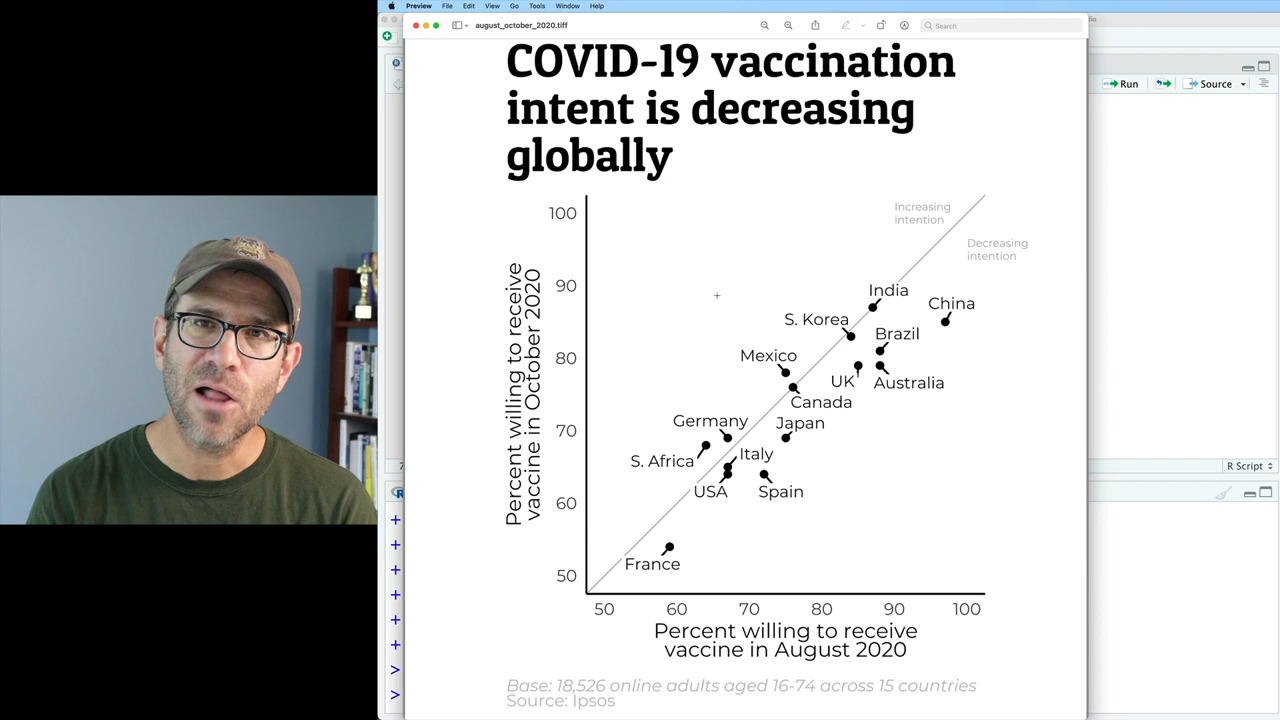 Preview File Edit View Go Tools Window Help
august_october_2020.tiff
Search
Run
Source
COVID-19 vaccination
intent is decreasing
globally
Increasing
intention
Decreasing
intention
100
90
80
70
60
50
Percent willing to receive
vaccine in October 2020
India
China
S. Korea
Brazil
Mexico
UK
Australia
Canada
Germany
Japan
S. Africa
Italy
USA
Spain
France
50 60 70 80 90 100
Percent willing to receive
vaccine in August 2020
Base: 18,526 online adults aged 16-74 across 15 countries
Source: Ipsos
R Script
+
+
+
+
+
+
>
>